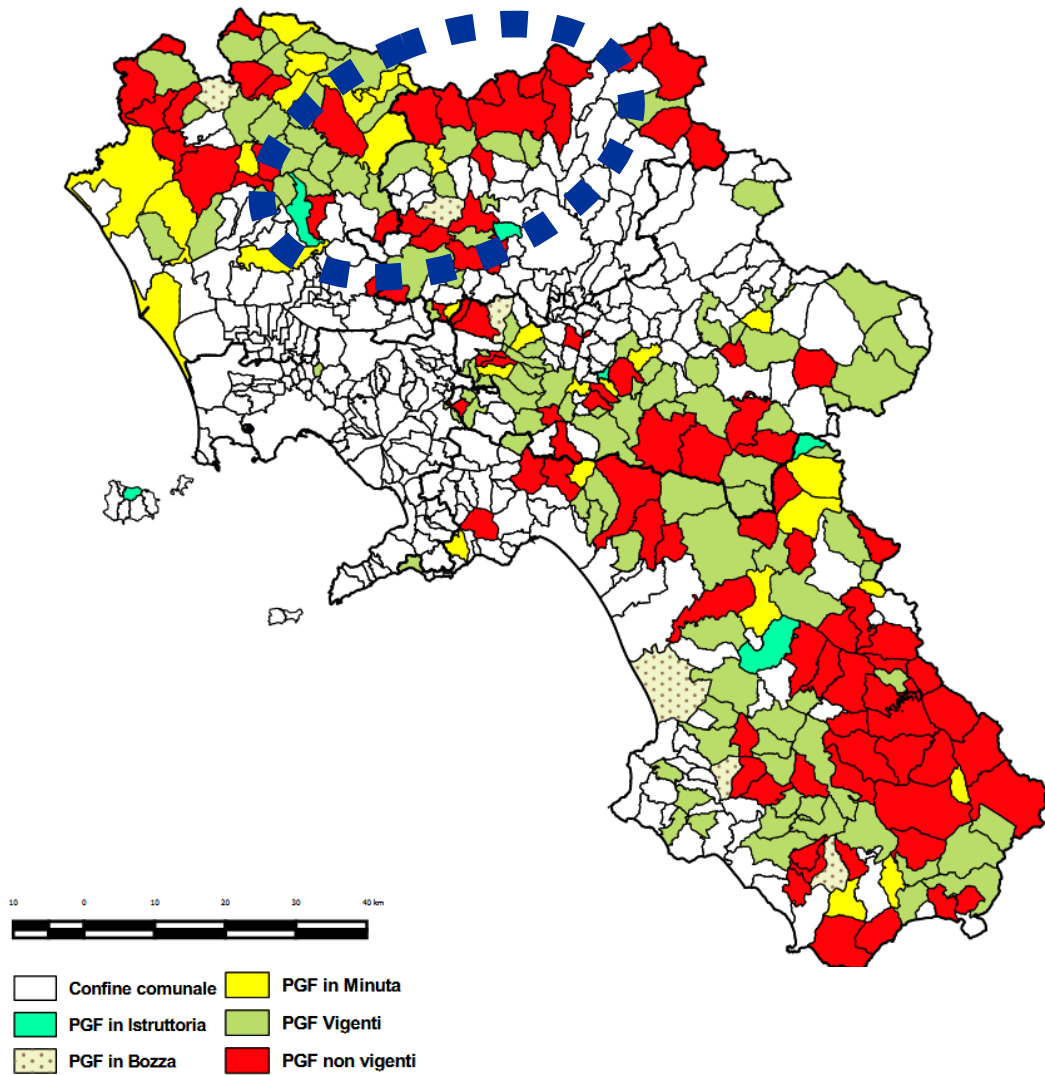 10 0 10 20 30 40 km
Confine comunale
PGF in Minuta
PGF in Istruttoria
PGF Vigenti
PGF in Bozza
PGF non vigenti